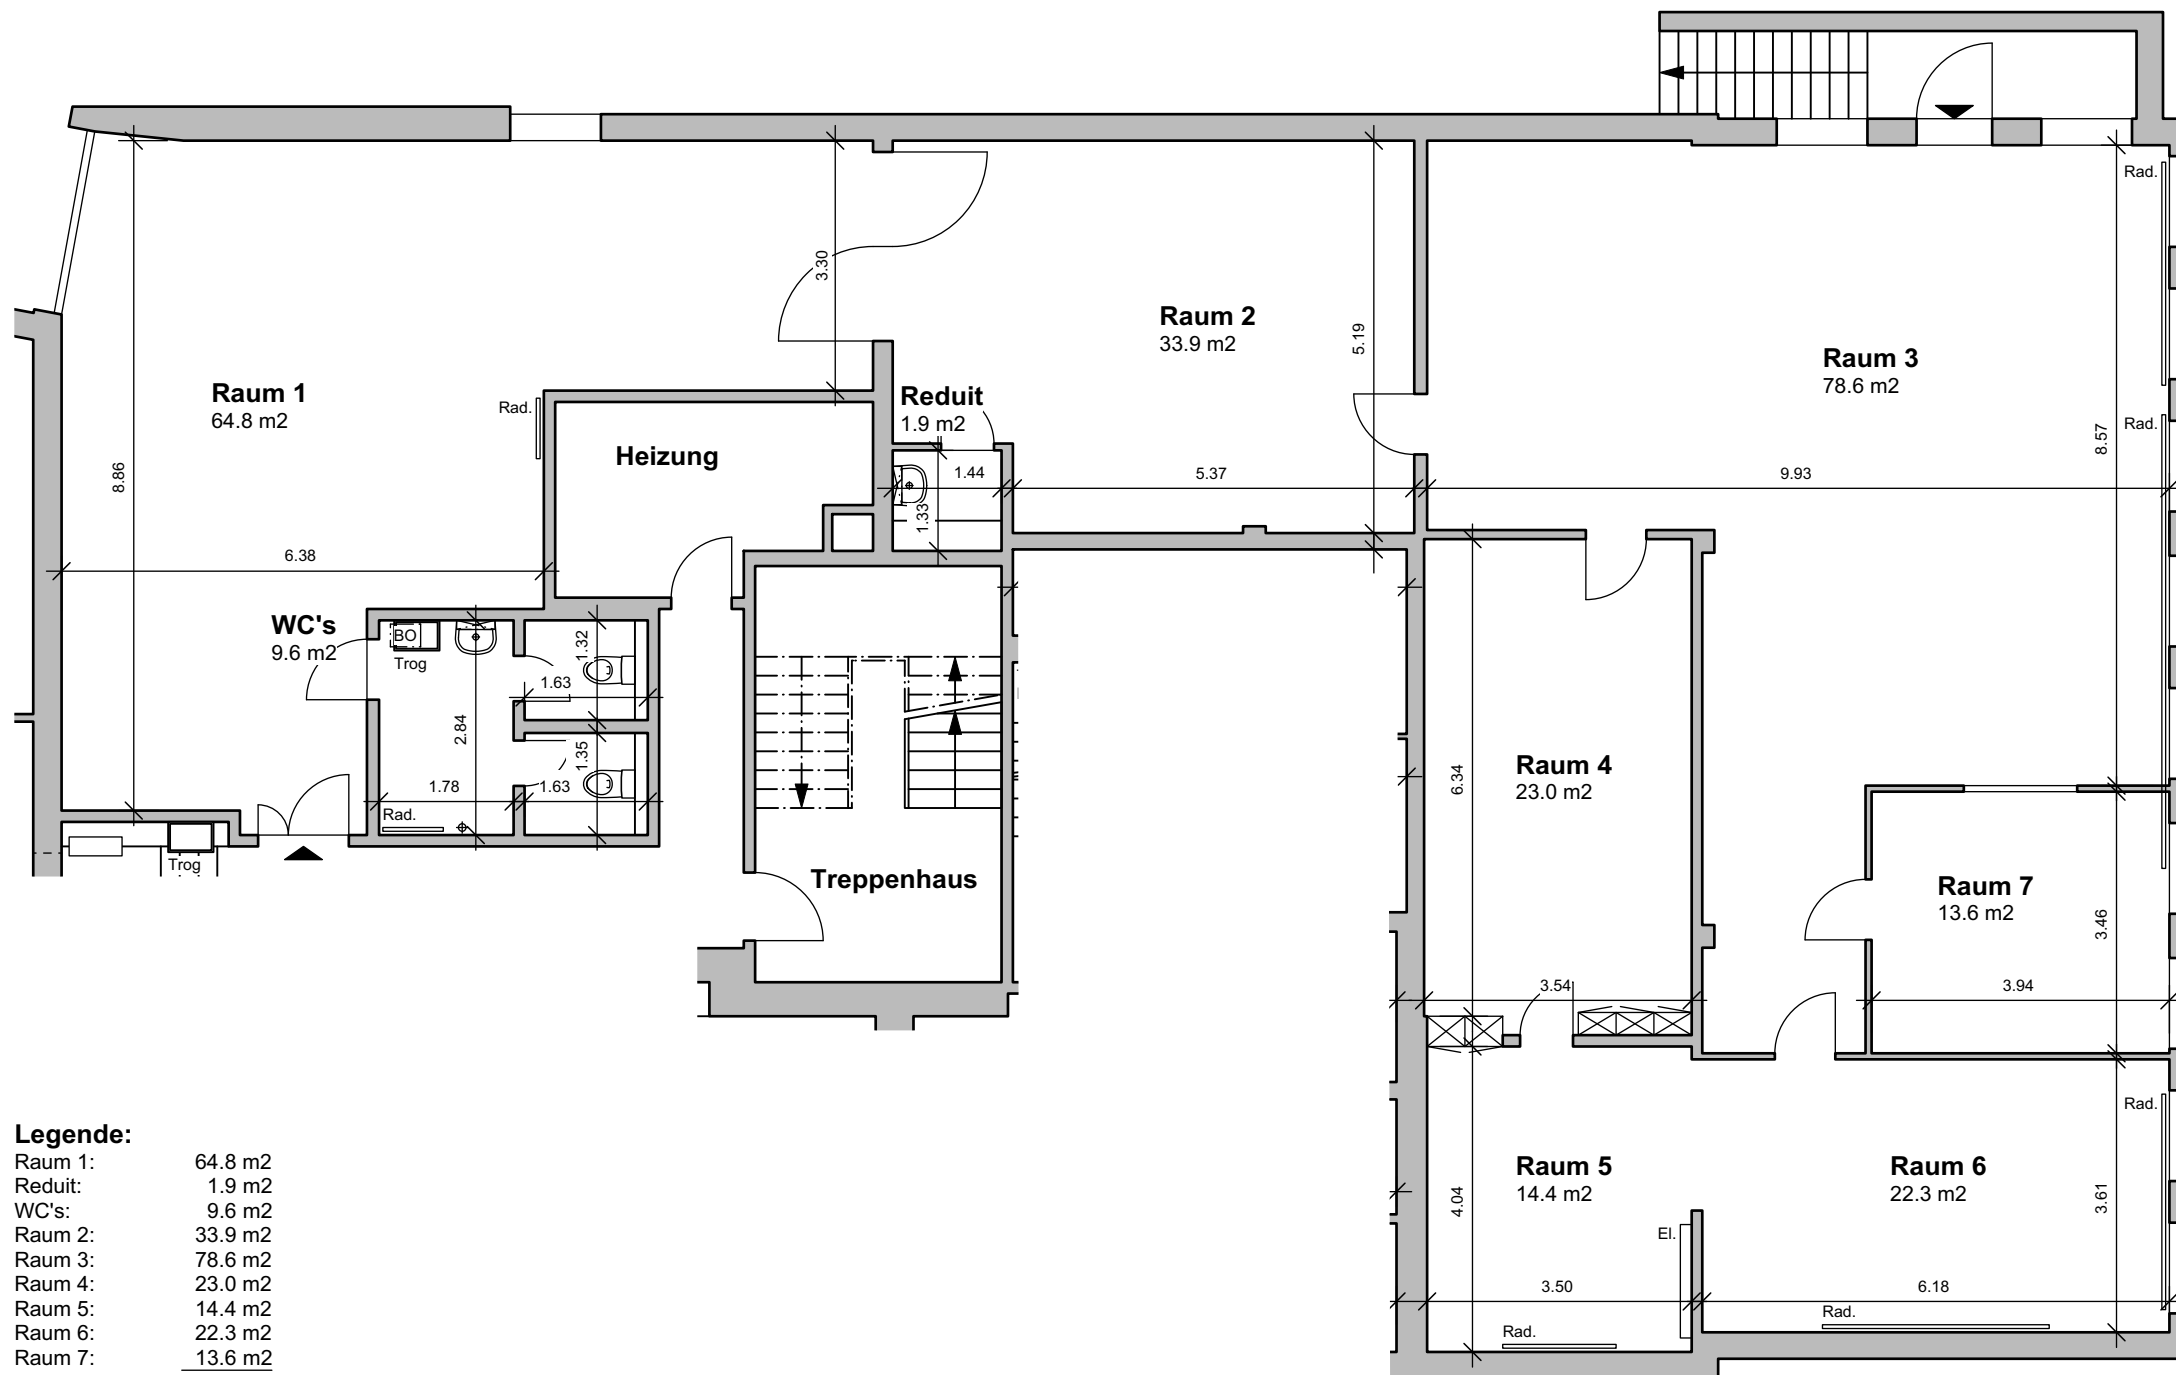 Rad.
3.30
Raum 2
33.9 m2
5.19
Raum 3
78.6 m2
Raum 1
64.8 m2
Rad.
Reduit
1.9 m2
Rad.
8.57
Heizung
8.86
1.44
5.37
9.93
1.33
6.38
WC's
9.6 m2
BO
Trog
1.32
1.63
2.84
1.35
1.78
1.63
Rad.
Trog
Treppenhaus
6.34
Raum 4
23.0 m2
Raum 7
13.6 m2
3.46
3.54
3.94
Rad.
Raum 5
14.4 m2
Raum 6
22.3 m2
4.04
3.61
El.
3.50
6.18
Rad.
Rad.
Legende:
Raum 1: 64.8 m2
Reduit: 1.9 m2
WC's: 9.6 m2
Raum 2: 33.9 m2
Raum 3: 78.6 m2
Raum 4: 23.0 m2
Raum 5: 14.4 m2
Raum 6: 22.3 m2
Raum 7: 13.6 m2